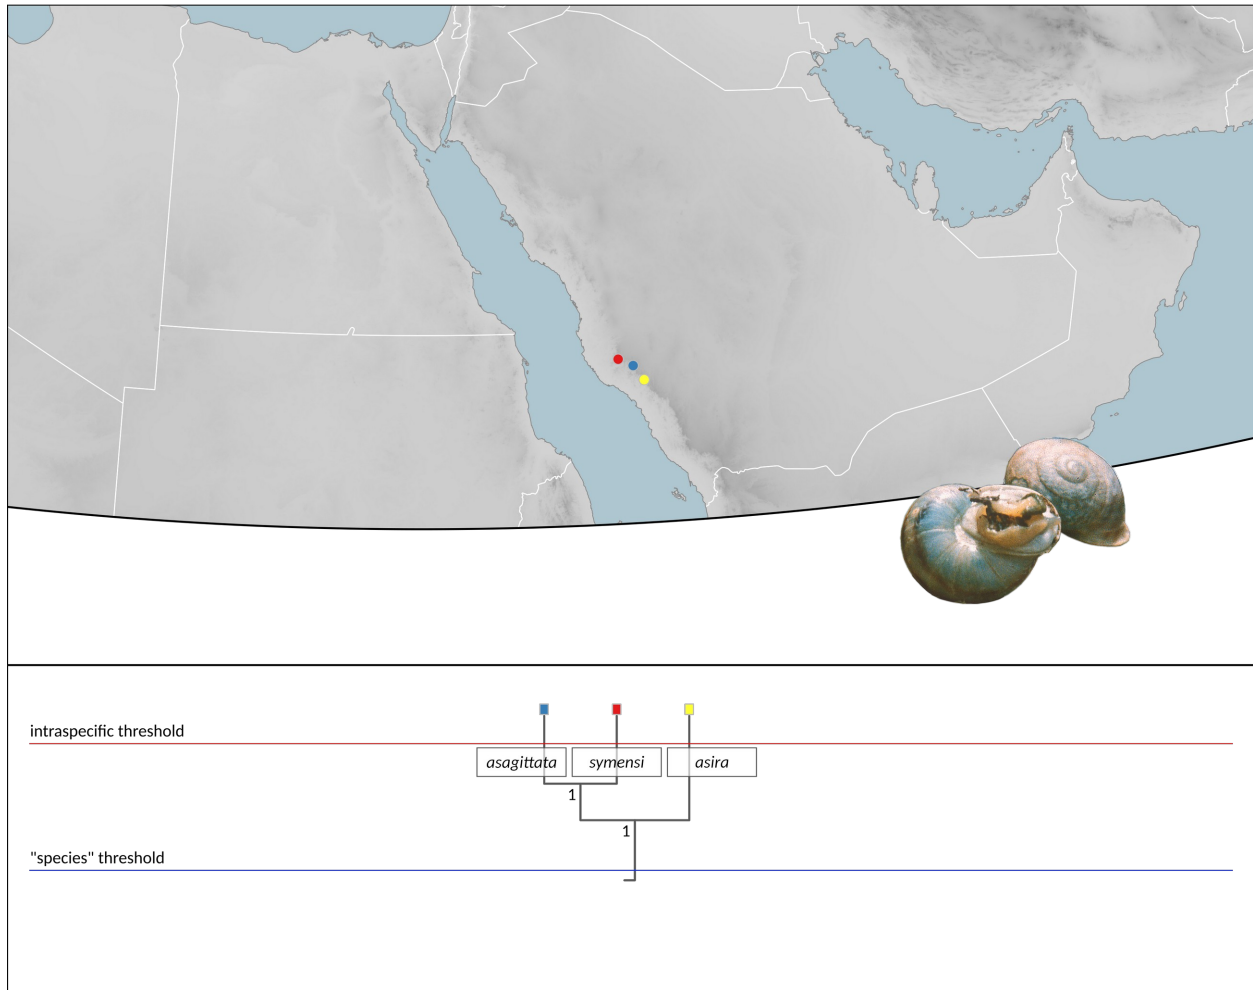 intraspecific threshold
asagittata symensi asira
1
1
"species" threshold